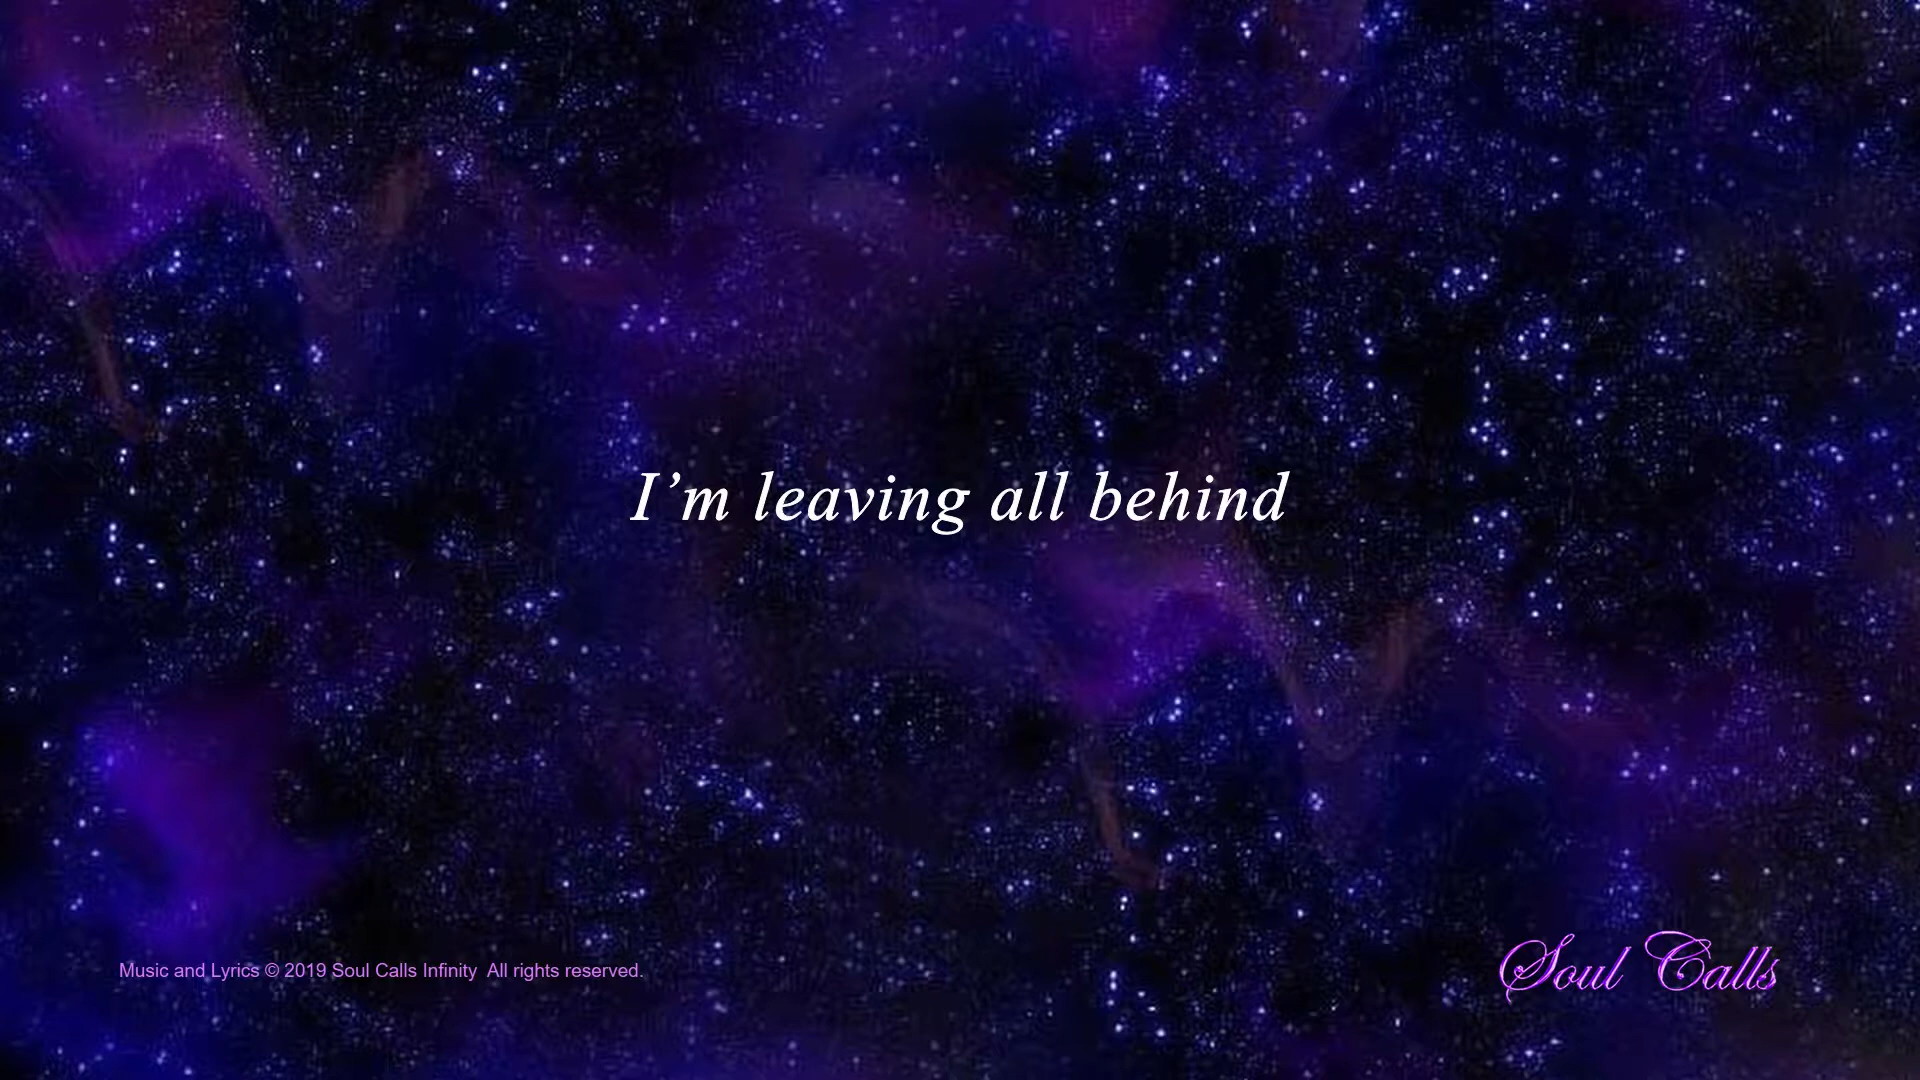 I’m leaving all behind
Music and Lyrics © 2019 Soul Calls Infinity  All rights reserved.
Soul Calls